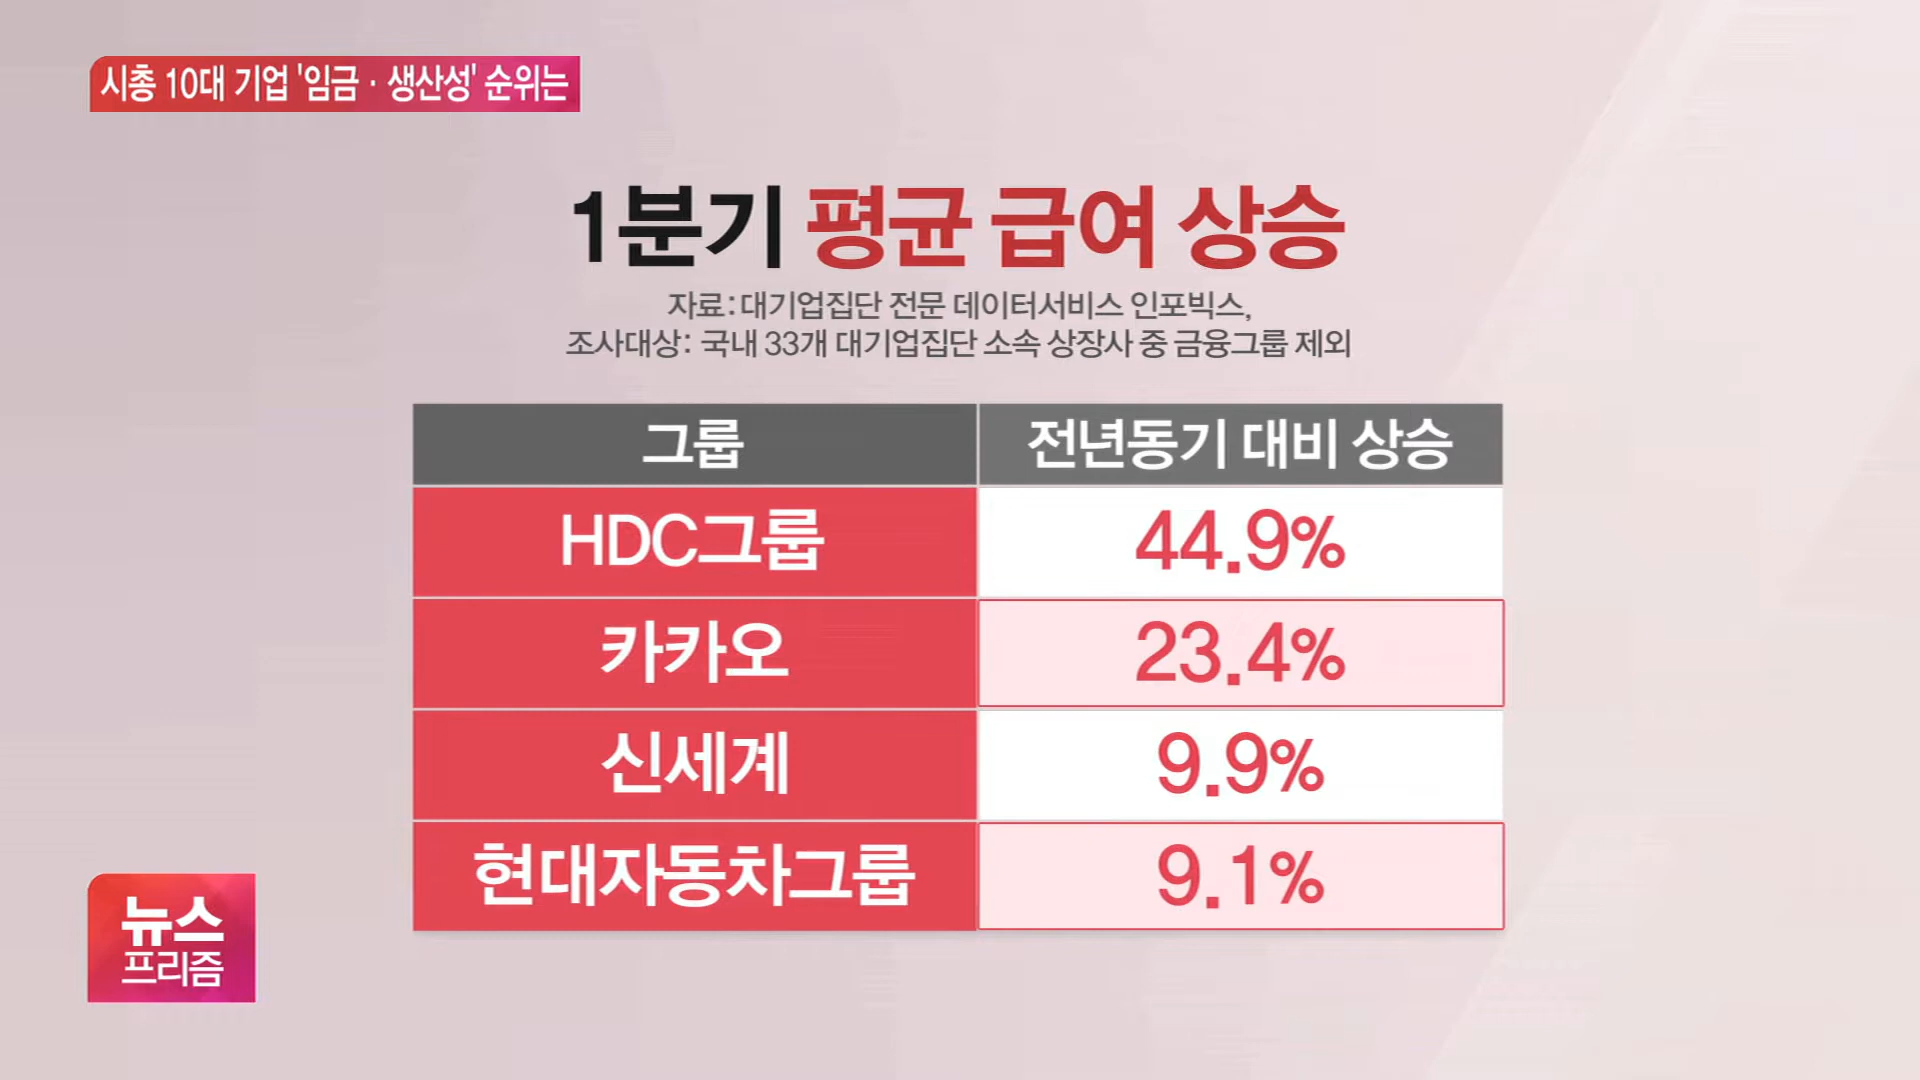 시총 10대 기업 '임금·생산성' 순위는
1분기 평균 급여 상승
자료:대기업집단 전문 데이터서비스 인포빅스,
조사대상: 국내 33개 대기업집단 소속 상장사 중 금융그룹 제외
그룹 전년동기 대비 상승
HDC그룹 44.9%
카카오 23.4%
신세계 9.9%
현대자동차그룹 9.1%
뉴스
프리즘